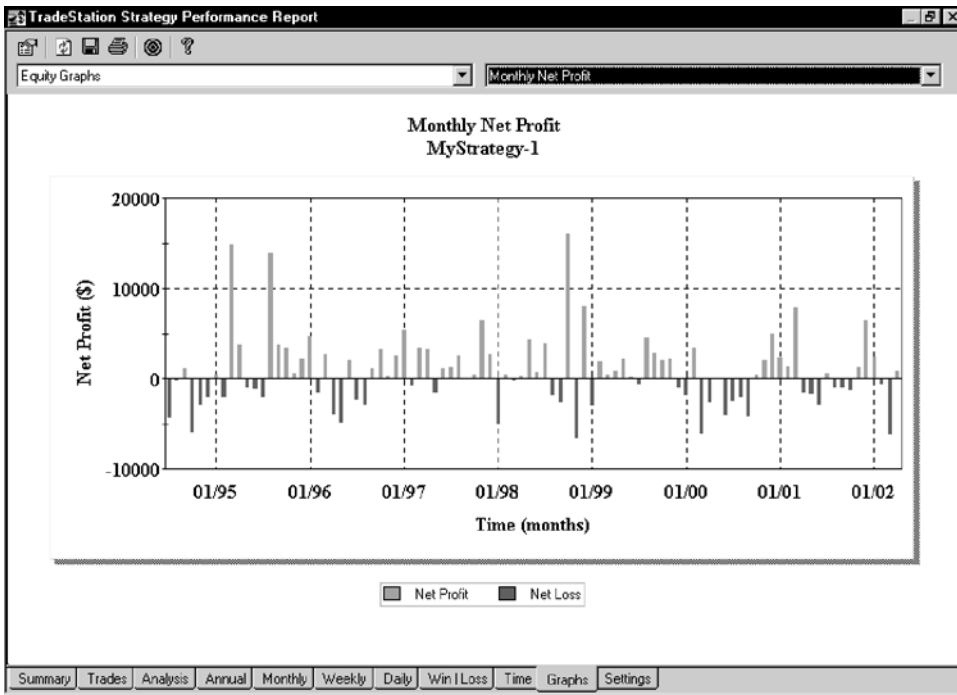 TradeStation Strategy Performance Report
Equity Graphs
Monthly Net Profit
Monthly Net Profit
MyStrategy-1
20000
10000
0
-10000
Net Profit ($)
01/95 01/96 01/97 01/98 01/99 01/00 01/01 01/02
Time (months)
Net Profit Net Loss
Summary Trades Analysis Annual Monthly Weekly Daily Win | Loss Time Graphs Settings